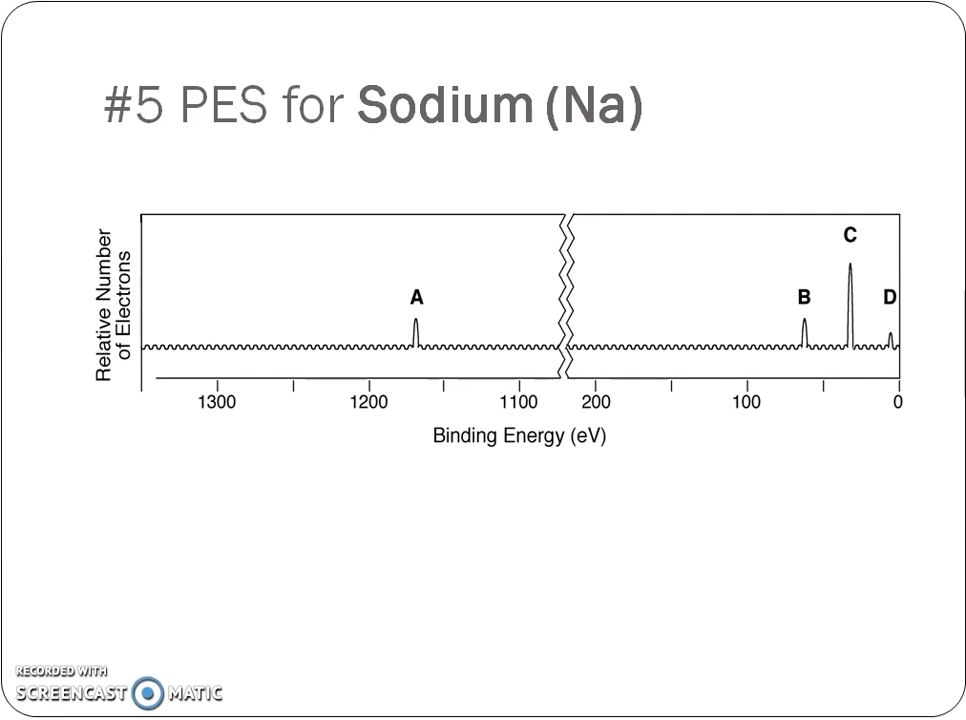 #5 PES for Sodium (Na)
Relative Number
of Electrons
A
B
C
D
1300
1200
1100
200
100
0
Binding Energy (eV)
RECORDED WITH
SCREENCAST MATIC